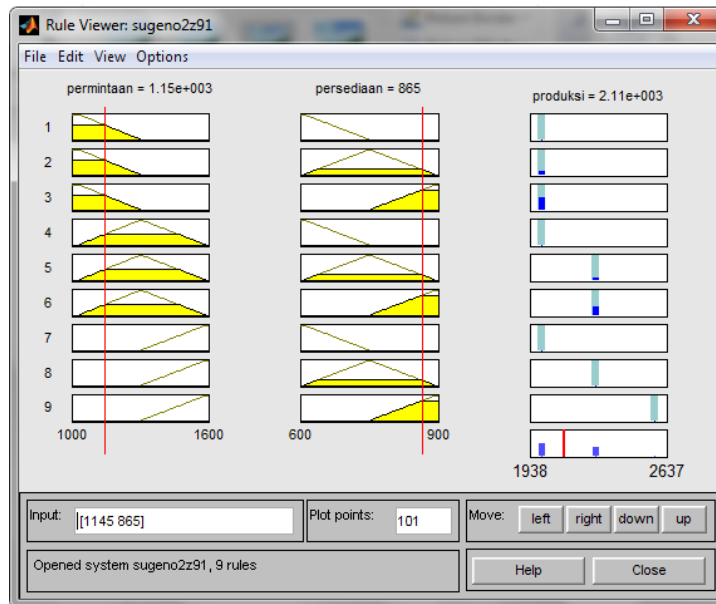 Rule Viewer: sugeno2z91
File Edit View Options
permintaan = 1.15e+003
persediaan = 865
produksi = 2.11e+003
1
2
3
4
5
6
7
8
9
1000 1600 600 900
1938 2637
Input: [1145 865] Plot points: 101 Move: left right down up
Opened system sugeno2z91, 9 rules Help Close